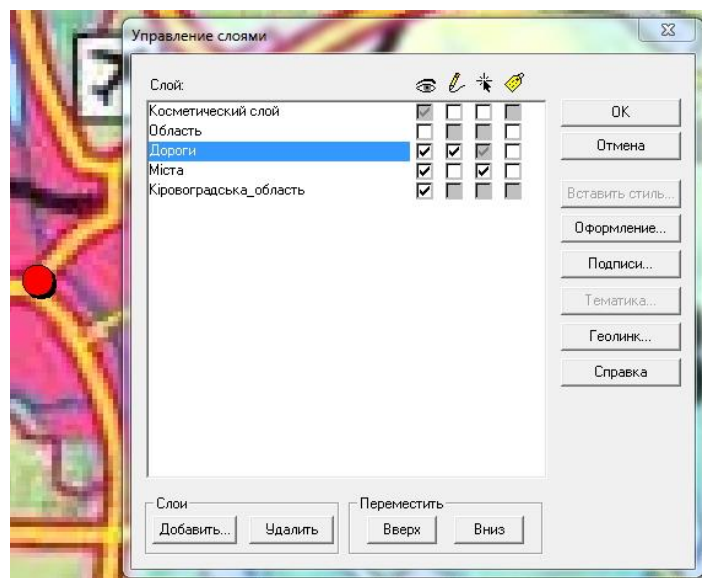 Управление слоями
Слой:
Косметический слой
Область
Дороги
Міста
Кіровоградська_область
OK
Отмена
Вставить стиль...
Оформление...
Подписи...
Тематика...
Геолинк...
Справка
Слои
Добавить...
Удалить
Переместить
Вверх
Вниз